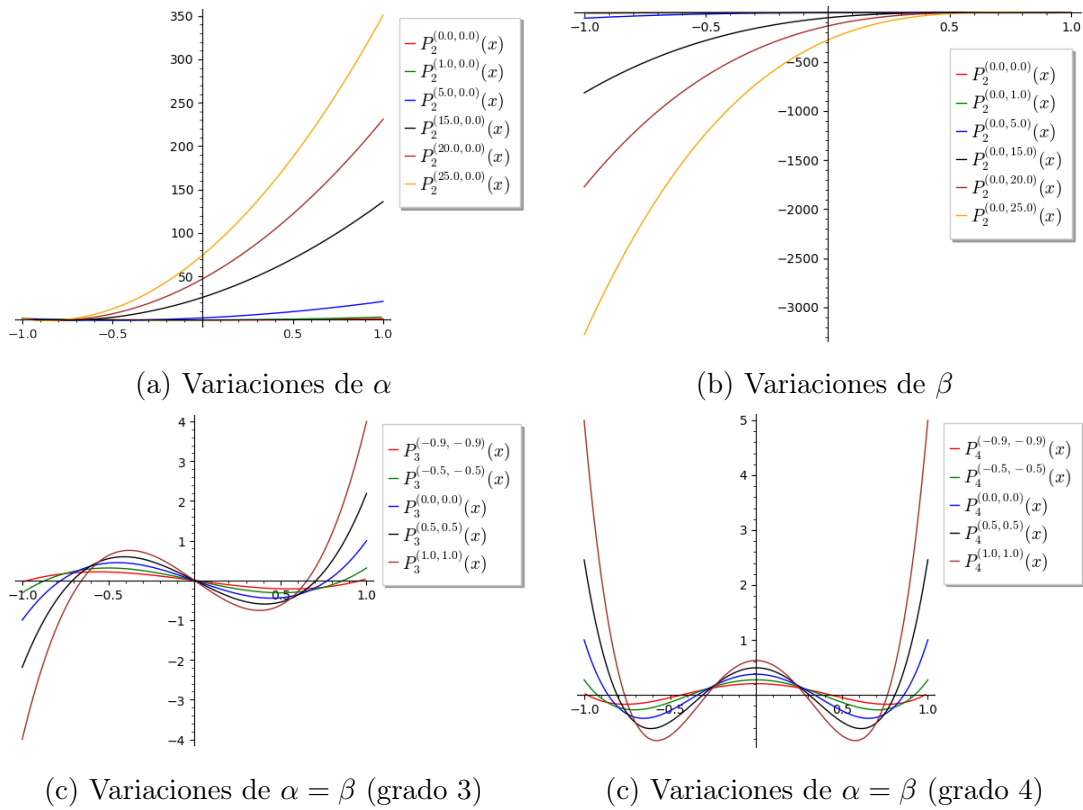 350
300
250
200
150
100
50
−1.0 −0.5 0.5 1.0
P_2^{(0.0, 0.0)}(x)
P_2^{(1.0, 0.0)}(x)
P_2^{(5.0, 0.0)}(x)
P_2^{(15.0, 0.0)}(x)
P_2^{(20.0, 0.0)}(x)
P_2^{(25.0, 0.0)}(x)
(a) Variaciones de α
−1.0 −0.5 0.5 1.0
−500
−1000
−1500
−2000
−2500
−3000
P_2^{(0.0, 0.0)}(x)
P_2^{(0.0, 1.0)}(x)
P_2^{(0.0, 5.0)}(x)
P_2^{(0.0, 15.0)}(x)
P_2^{(0.0, 20.0)}(x)
P_2^{(0.0, 25.0)}(x)
(b) Variaciones de β
4
3
2
1
−1.0 −0.5 0.5 1.0
−1
−2
−3
−4
P_3^{(−0.9, −0.9)}(x)
P_3^{(−0.5, −0.5)}(x)
P_3^{(0.0, 0.0)}(x)
P_3^{(0.5, 0.5)}(x)
P_3^{(1.0, 1.0)}(x)
(c) Variaciones de α = β (grado 3)
5
4
3
2
1
−1.0 −0.5 0.5 1.0
P_4^{(−0.9, −0.9)}(x)
P_4^{(−0.5, −0.5)}(x)
P_4^{(0.0, 0.0)}(x)
P_4^{(0.5, 0.5)}(x)
P_4^{(1.0, 1.0)}(x)
(c) Variaciones de α = β (grado 4)